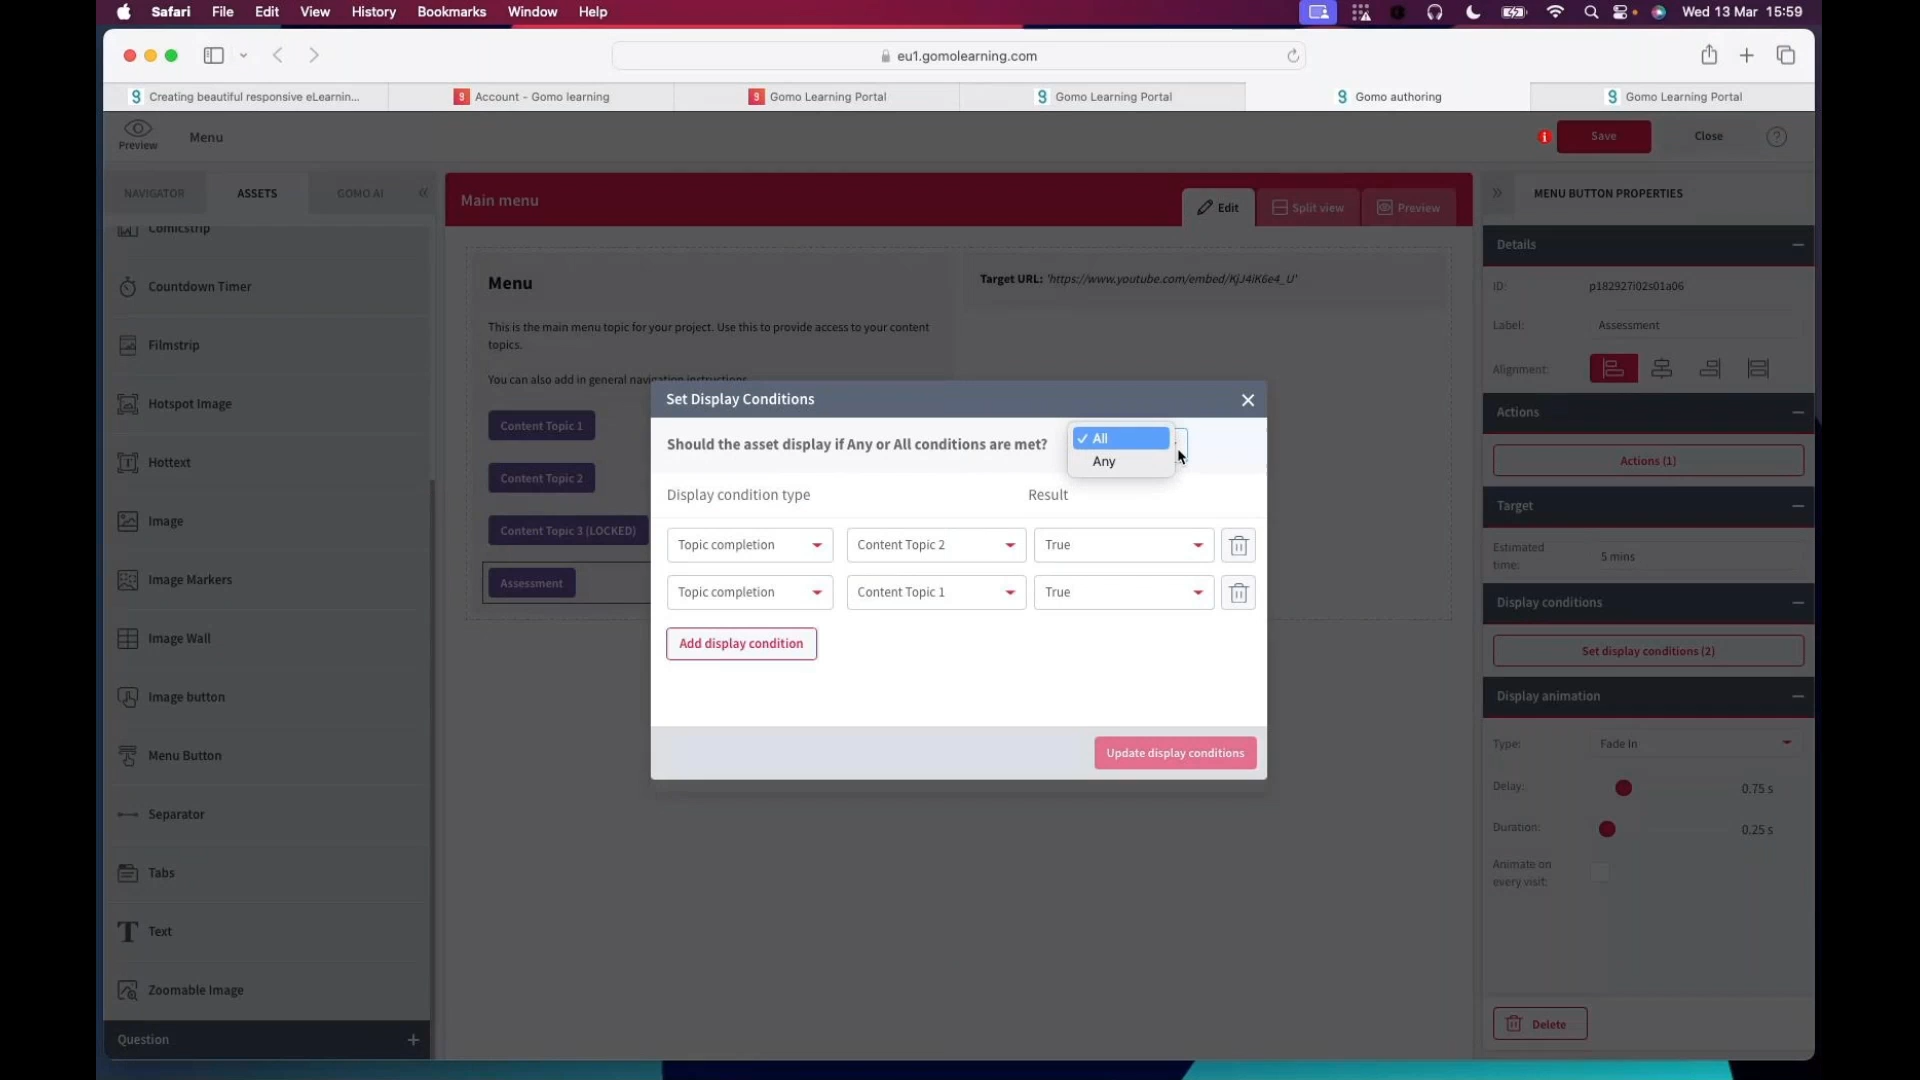 Safari File Edit View History Bookmarks Window Help Wed 13 Mar 15:59
eu1.gomolearning.com
Creating beautiful responsive eLearnin... Account - Gomo learning Gomo Learning Portal Gomo Learning Portal Gomo authoring Gomo Learning Portal
Preview Menu Save Close
NAVIGATOR ASSETS GOMO.AI
Main menu Edit Split view Preview
MENU BUTTON PROPERTIES
Comicstrip
Countdown Timer
Filmstrip
Hotspot Image
Hottext
Image
Image Markers
Image Wall
Image button
Menu Button
Separator
Tabs
Text
Zoomable Image
Question
Menu
Target URL: 'https://www.youtube.com/embed/KjJ4iK6e4_U'
This is the main menu topic for your project. Use this to provide access to your content
topics.
You can also add in general navigation instructions
Content Topic 1
Content Topic 2
Content Topic 3 (LOCKED)
Assessment
Set Display Conditions
Should the asset display if Any or All conditions are met?
All
Any
Display condition type Result
Topic completion Content Topic 2 True
Topic completion Content Topic 1 True
Add display condition
Update display conditions
Details
ID: p182927i02s01a06
Label: Assessment
Alignment:
Actions
Actions (1)
Target
Estimated
time: 5 mins
Display conditions
Set display conditions (2)
Display animation
Type: Fade In
Delay: 0.75 s
Duration: 0.25 s
Animate on
every visit:
Delete